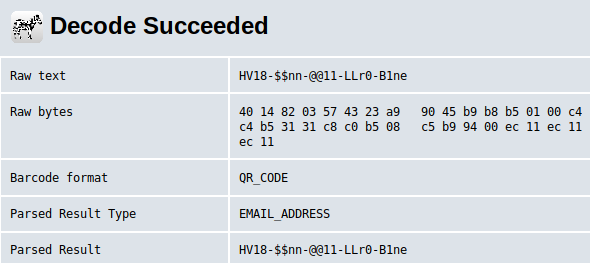 Decode Succeeded
Raw text HV18-$$nn-@@11-LLr0-B1ne
Raw bytes 40 14 82 03 57 43 23 a9 90 45 b9 b8 b5 01 00 c4
c4 b5 31 31 c8 c0 b5 08 c5 b9 94 00 ec 11 ec 11
ec 11
Barcode format QR_CODE
Parsed Result Type EMAIL_ADDRESS
Parsed Result HV18-$$nn-@@11-LLr0-B1ne